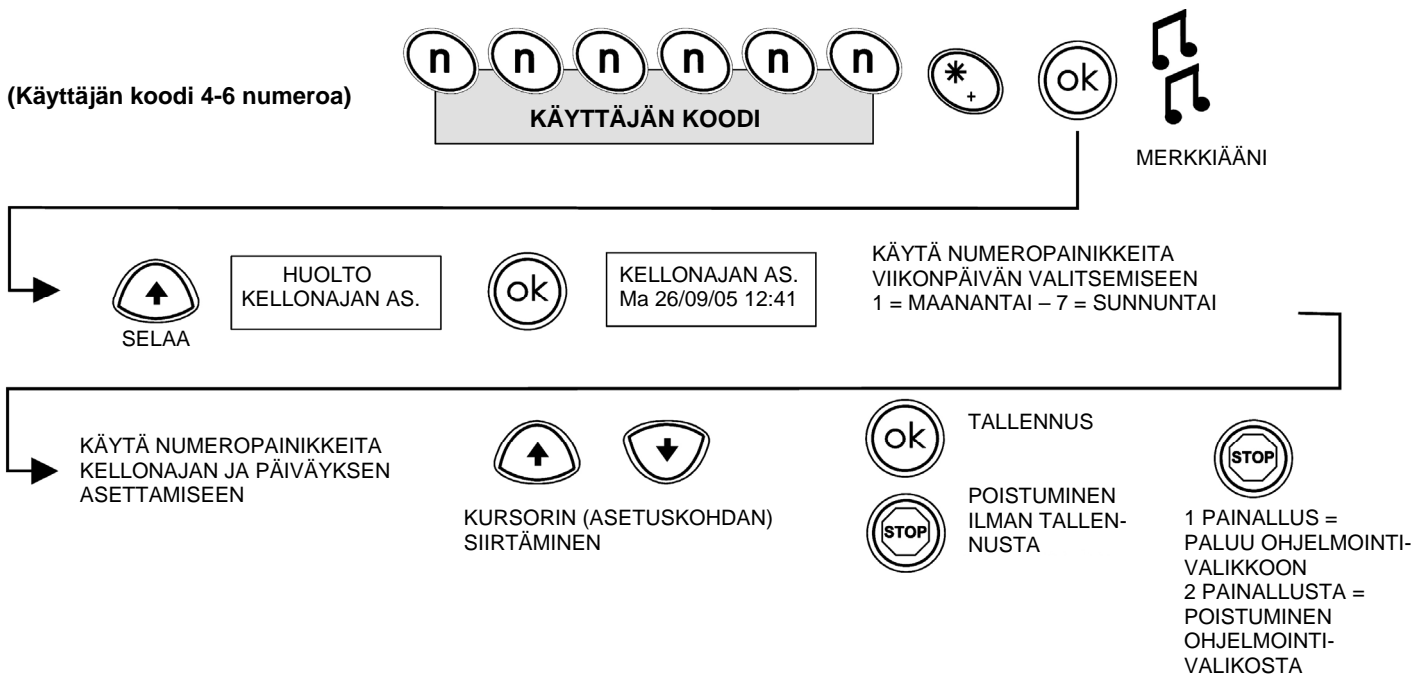 n n n n n n
* + ok
(Käyttäjän koodi 4-6 numeroa)
KÄYTTÄJÄN KOODI
MERKKIÄÄNI
SELAA
HUOLTO
KELLONAJAN AS.
ok
KELLONAJAN AS.
Ma 26/09/05 12:41
KÄYTÄ NUMEROPAINIKKEITA
VIIKONPÄIVÄN VALITSEMISEEN
1 = MAANANTAI – 7 = SUNNUNTAI
KÄYTÄ NUMEROPAINIKKEITA
KELLONAJAN JA PÄIVÄYKSEN
ASETTAMISEEN
KURSORIN (ASETUSKOHDAN)
SIIRTÄMINEN
ok
TALLENNUS
STOP
POISTUMINEN
ILMAN TALLEN-
NUSTA
STOP
1 PAINALLUS =
PALUU OHJELMOINTI-
VALIKKOON
2 PAINALLUSTA =
POISTUMINEN
OHJELMOINTI-
VALIKOSTA